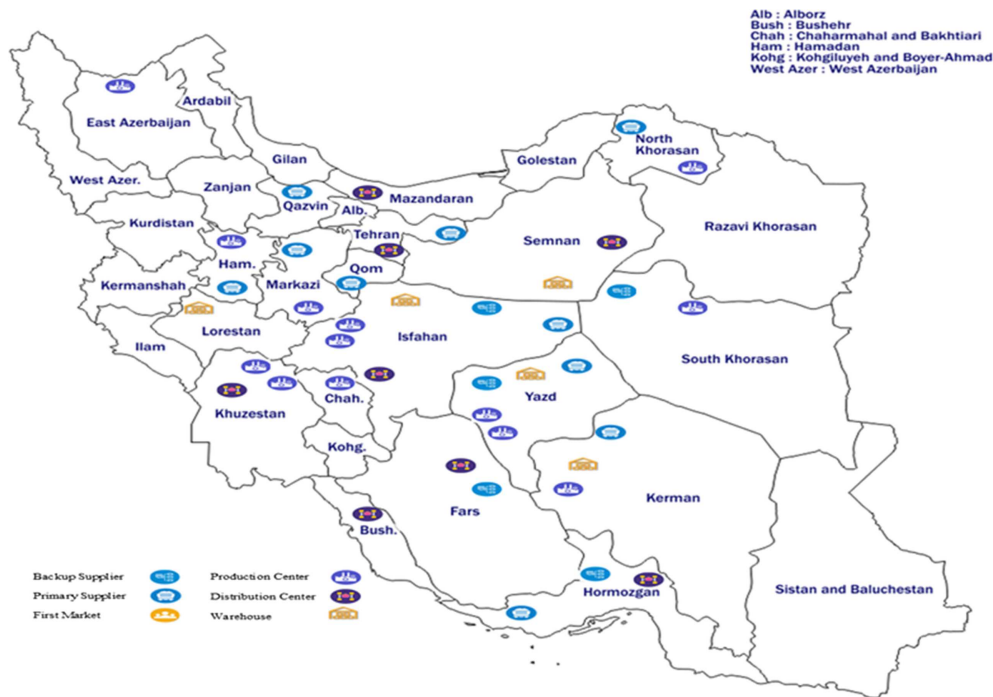 Alb : Alborz
Bush : Bushehr
Chah : Chaharmahal and Bakhtiari
Ham : Hamadan
Kohg : Kohgiluyeh and Boyer-Ahmad
West Azer : West Azerbaijan
East Azerbaijan
Ardabil
West Azer.
Zanjan
Gilan
Qazvin
Alb.
Mazandaran
Golestan
North
Khorasan
Razavi Khorasan
Kurdistan
Tehran
Semnan
Ham.
Qom
Kermanshah
Markazi
Ilam
Lorestan
Isfahan
South Khorasan
Khuzestan
Chah.
Yazd
Kohg.
Fars
Kerman
Bush.
Hormozgan
Sistan and Baluchestan
Backup Supplier
Production Center
Primary Supplier
Distribution Center
First Market
Warehouse